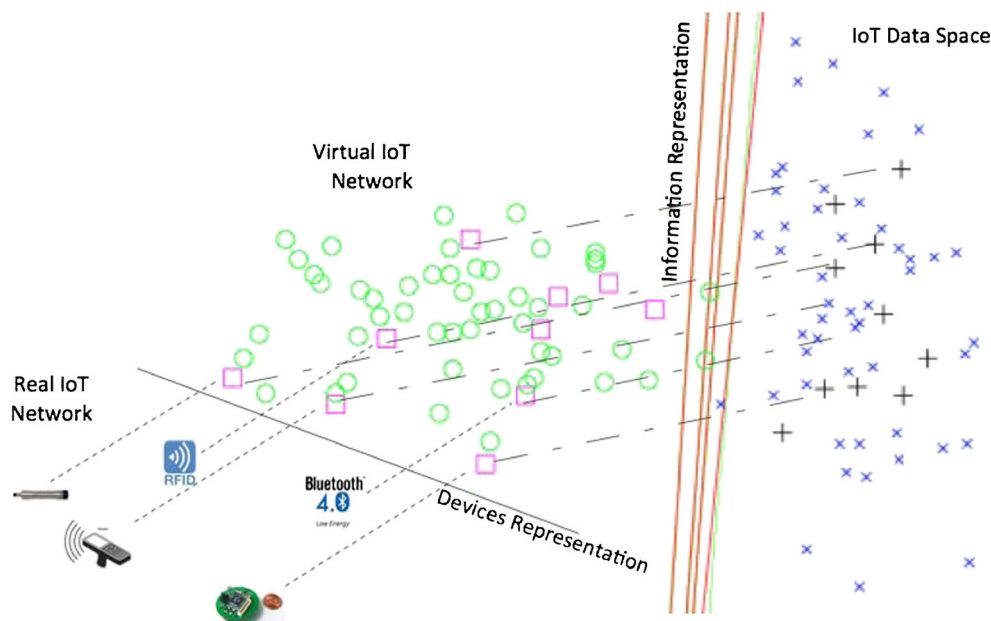 IoT Data Space
Information Representation
Virtual IoT
Network
Real IoT
Network
RFID
Bluetooth
4.0
Low Energy
Devices Representation